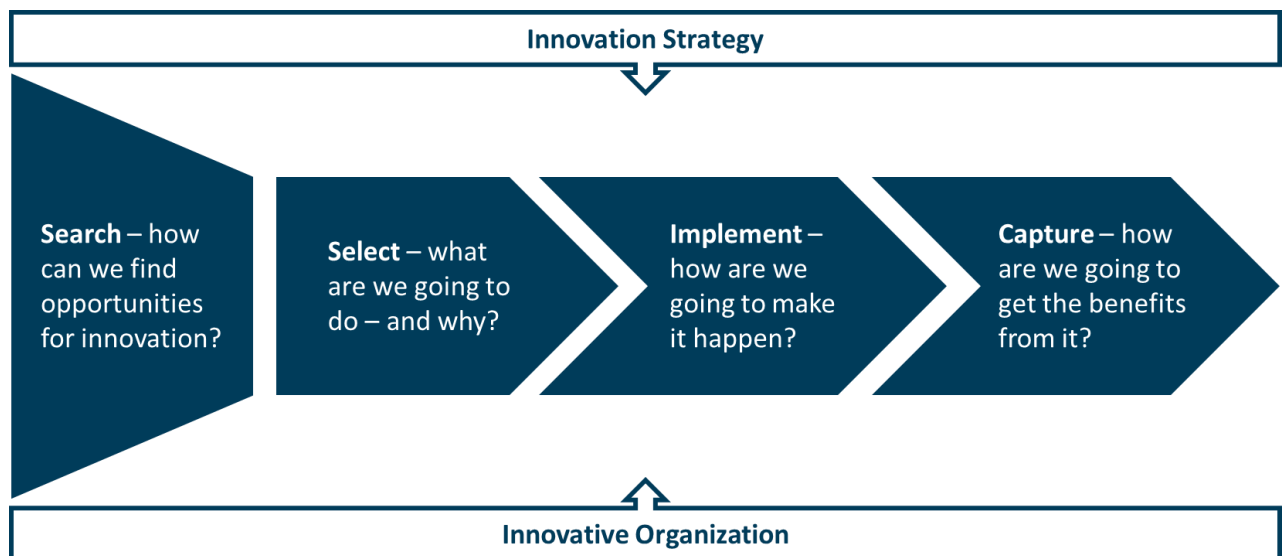 Innovation Strategy
Search – how
can we find
opportunities
for innovation?
Select – what
are we going to
do – and why?
Implement –
how are we
going to make
it happen?
Capture – how
are we going to
get the benefits
from it?
Innovative Organization